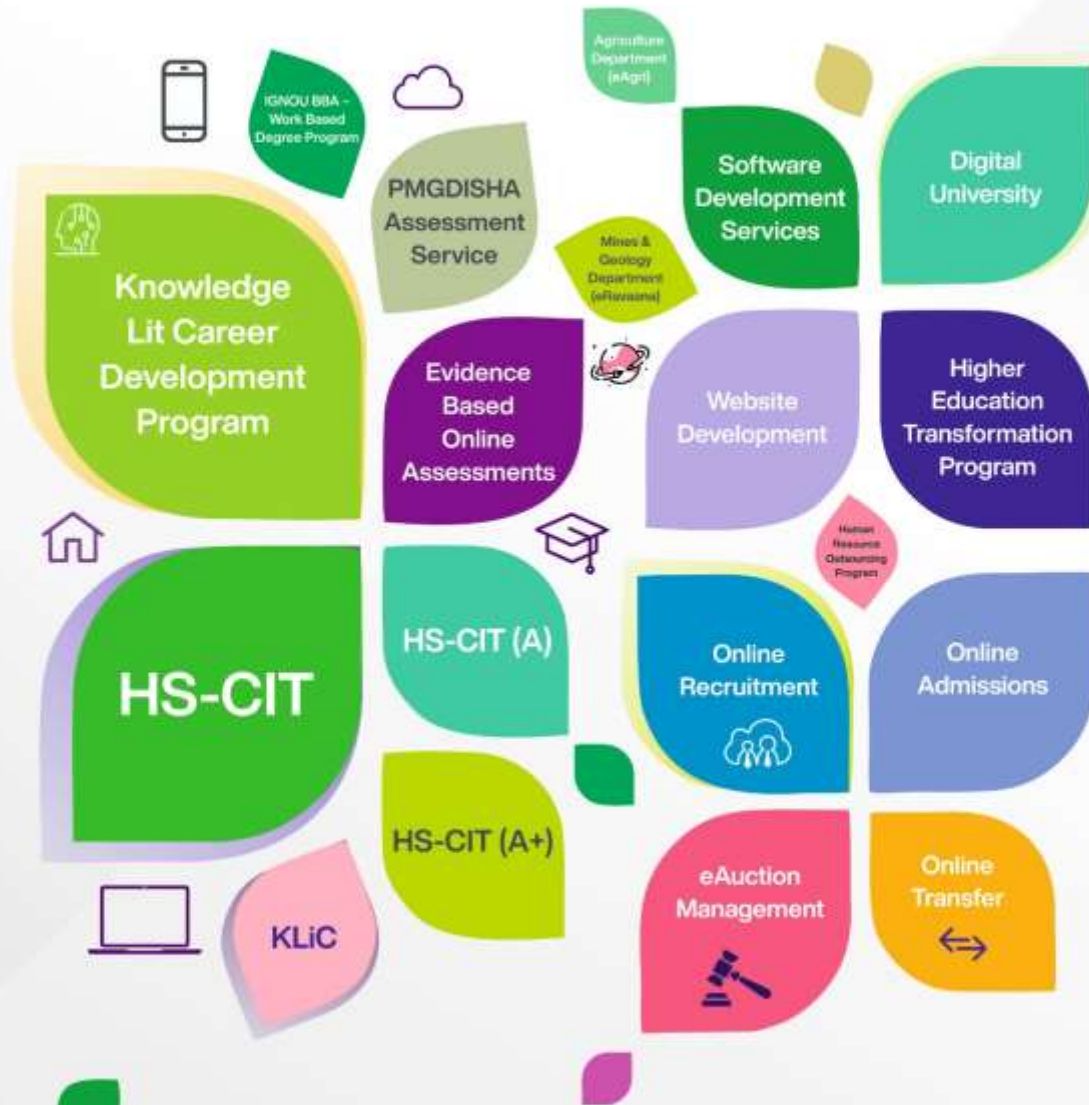 Agriculture
Department
(eAgri)
IGNOU BBA -
Work Based
Degree Program
PMGDISHA
Assessment
Service
Software
Development
Services
Digital
University
Mines &
Geology
Department
(eRavaana)
Knowledge
Lit Career
Development
Program
Evidence
Based
Online
Assessments
Website
Development
Higher
Education
Transformation
Program
Human
Resource
Outsourcing
Program
HS-CIT
HS-CIT (A)
Online
Recruitment
Online
Admissions
HS-CIT (A+)
eAuction
Management
Online
Transfer
KLiC